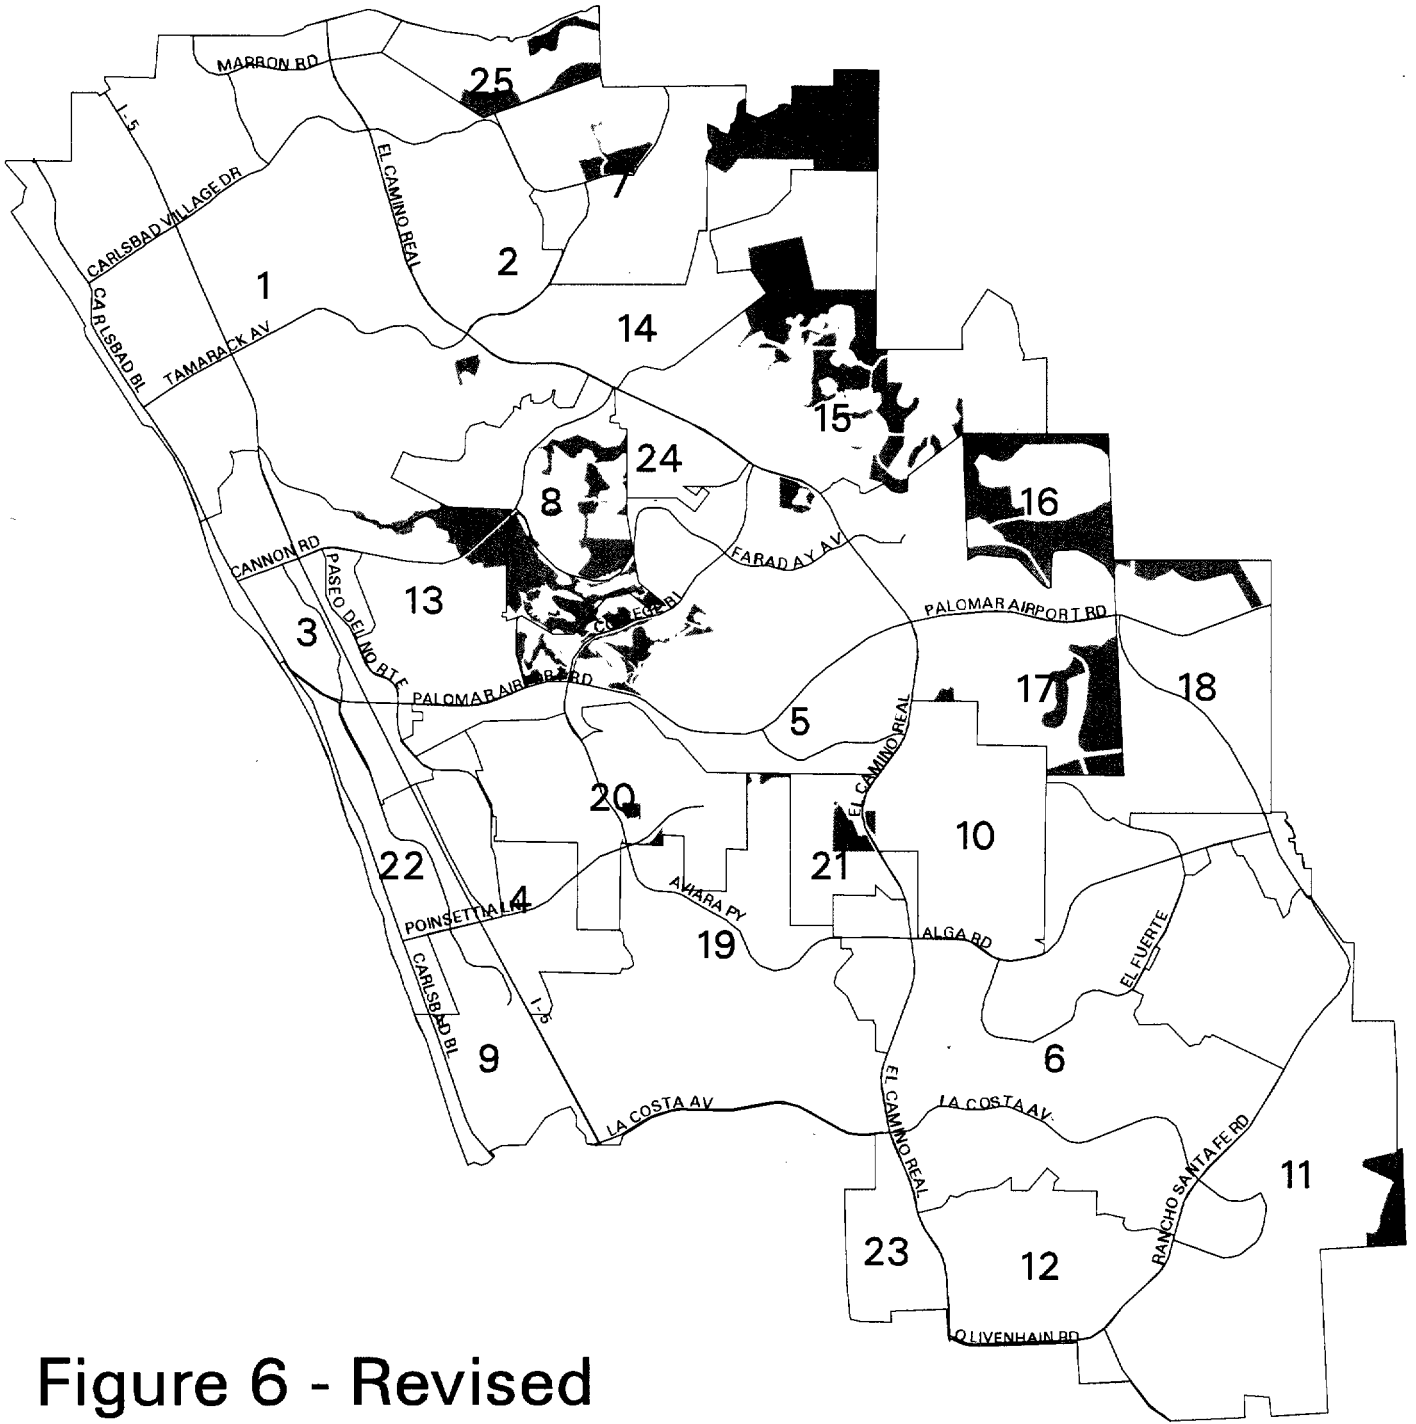 25
MARRON RD
I-5
7
EL CAMINO REAL
CARLSBAD VILLAGE DR
2
1
CARLSBAD BL
14
TAMARACK AV
15
24
8
16
CANNON RD
FARADAY AV
PASEO DEL NORTE
13
3
COLLEGE BL
PALOMAR AIRPORT RD
PALOMAR AIRPORT RD
17
18
5
EL CAMINO REAL
20
10
21
22
4
POINSETTIA LN
AVIARA PY
19
ALGA RD
EL FUERTE
CARLSBAD BL
I-5
9
6
EL CAMINO REAL
LA COSTA AV
LA COSTA AV
RANCHO SANTA FE RD
11
23
12
OLIVENHAIN RD
Figure 6 - Revised